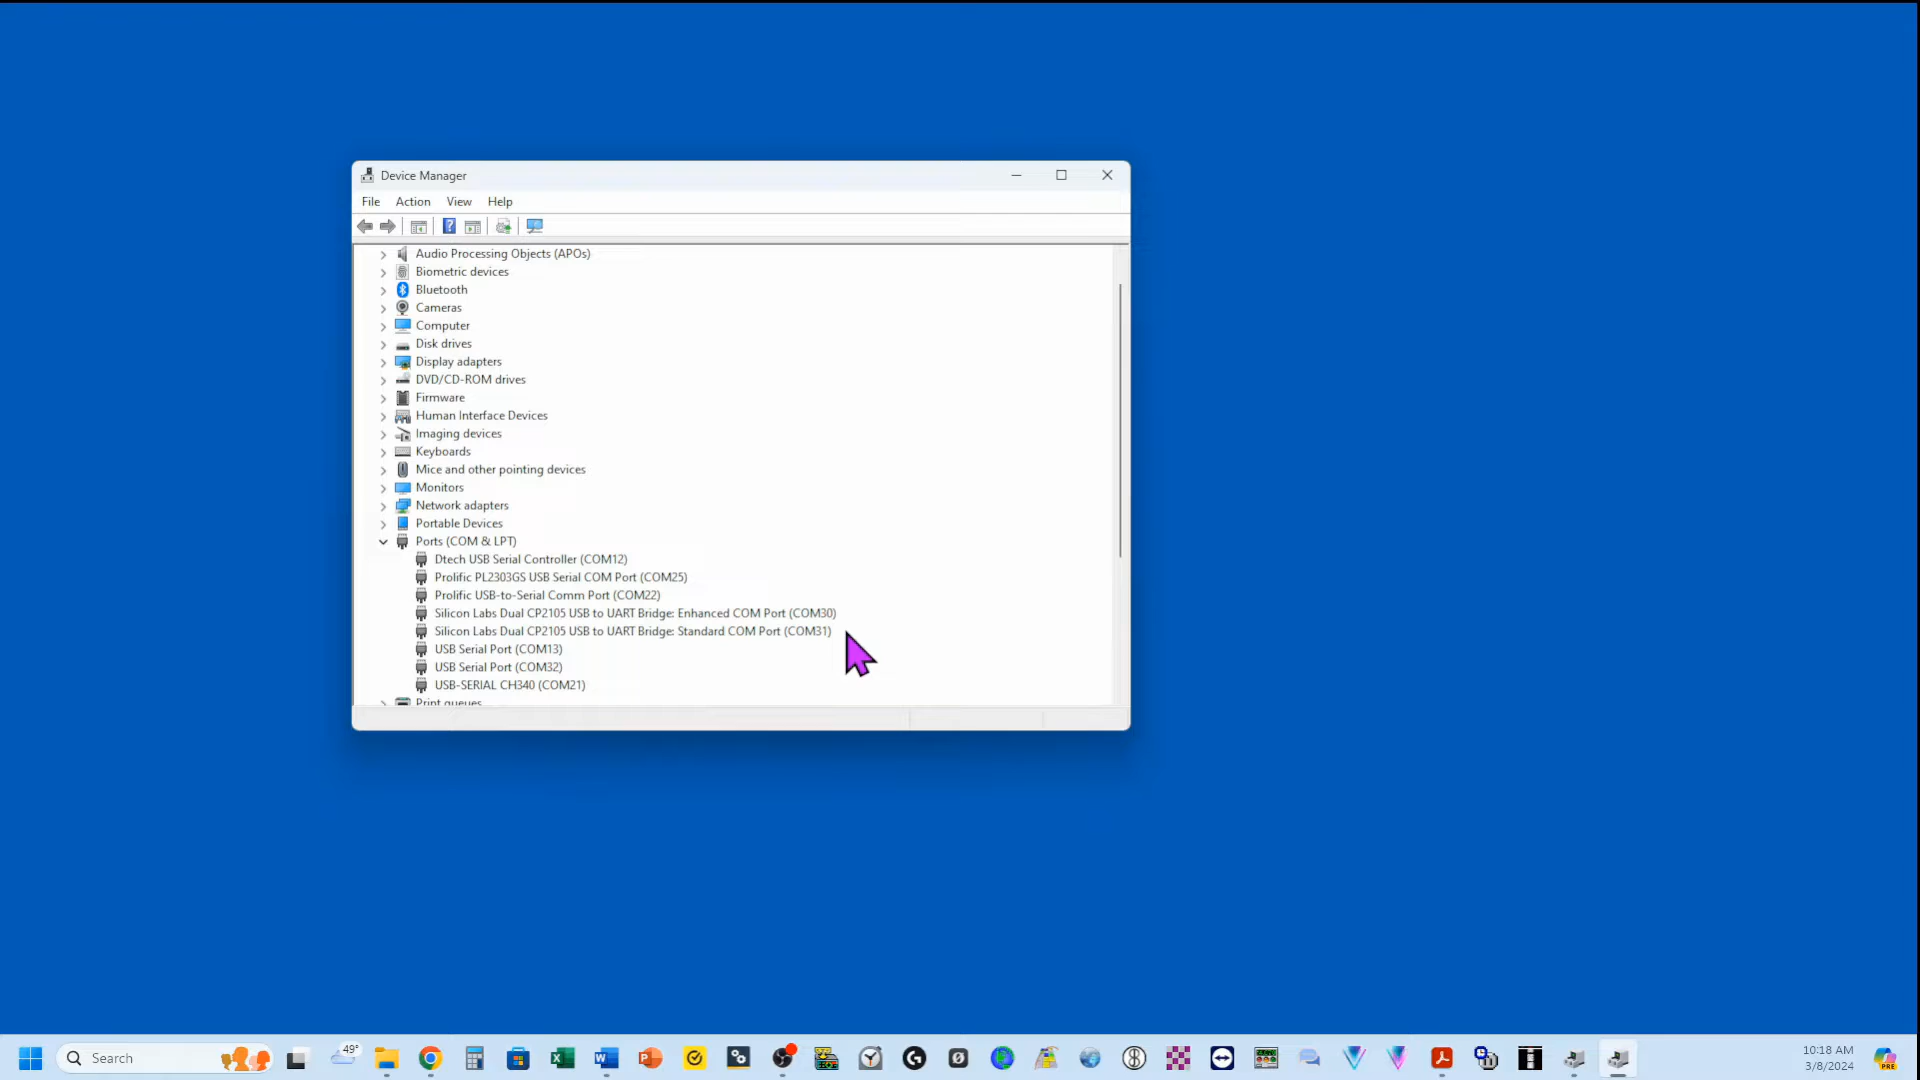 Device Manager
File Action View Help
Audio Processing Objects (APOs)
Biometric devices
Bluetooth
Cameras
Computer
Disk drives
Display adapters
DVD/CD-ROM drives
Firmware
Human Interface Devices
Imaging devices
Keyboards
Mice and other pointing devices
Monitors
Network adapters
Portable Devices
Ports (COM & LPT)
Dtech USB Serial Controller (COM12)
Prolific PL2303GS USB Serial COM Port (COM25)
Prolific USB-to-Serial Comm Port (COM22)
Silicon Labs Dual CP2105 USB to UART Bridge: Enhanced COM Port (COM30)
Silicon Labs Dual CP2105 USB to UART Bridge: Standard COM Port (COM31)
USB Serial Port (COM13)
USB Serial Port (COM32)
USB-SERIAL CH340 (COM21)
Print queues
Search
49°
10:18 AM
3/8/2024
PRE